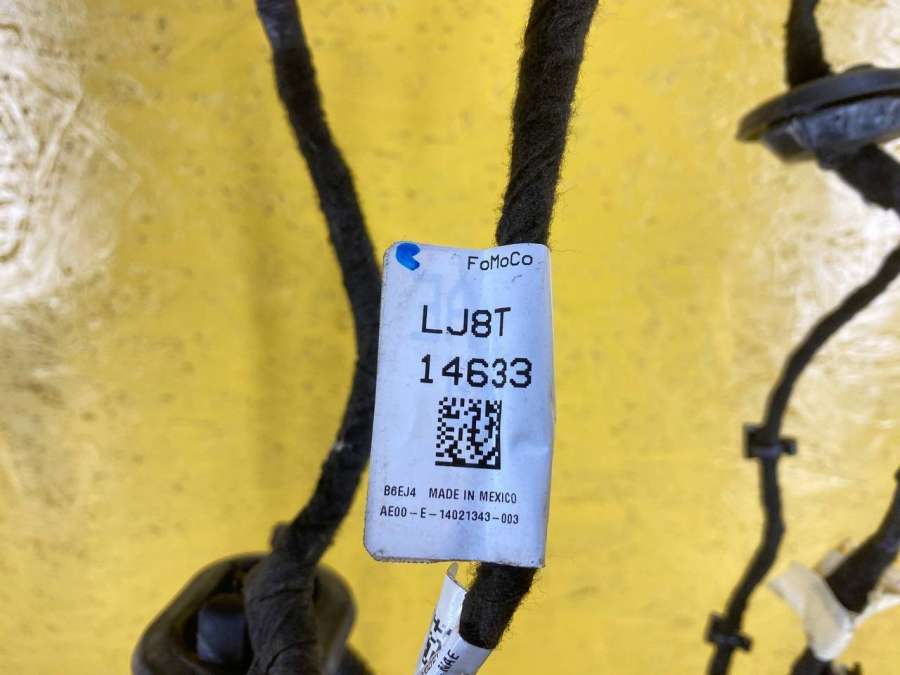 FoMoCo
LJ8T
14633
B6EJ4 MADE IN MEXICO
AE00-E-14021343-003